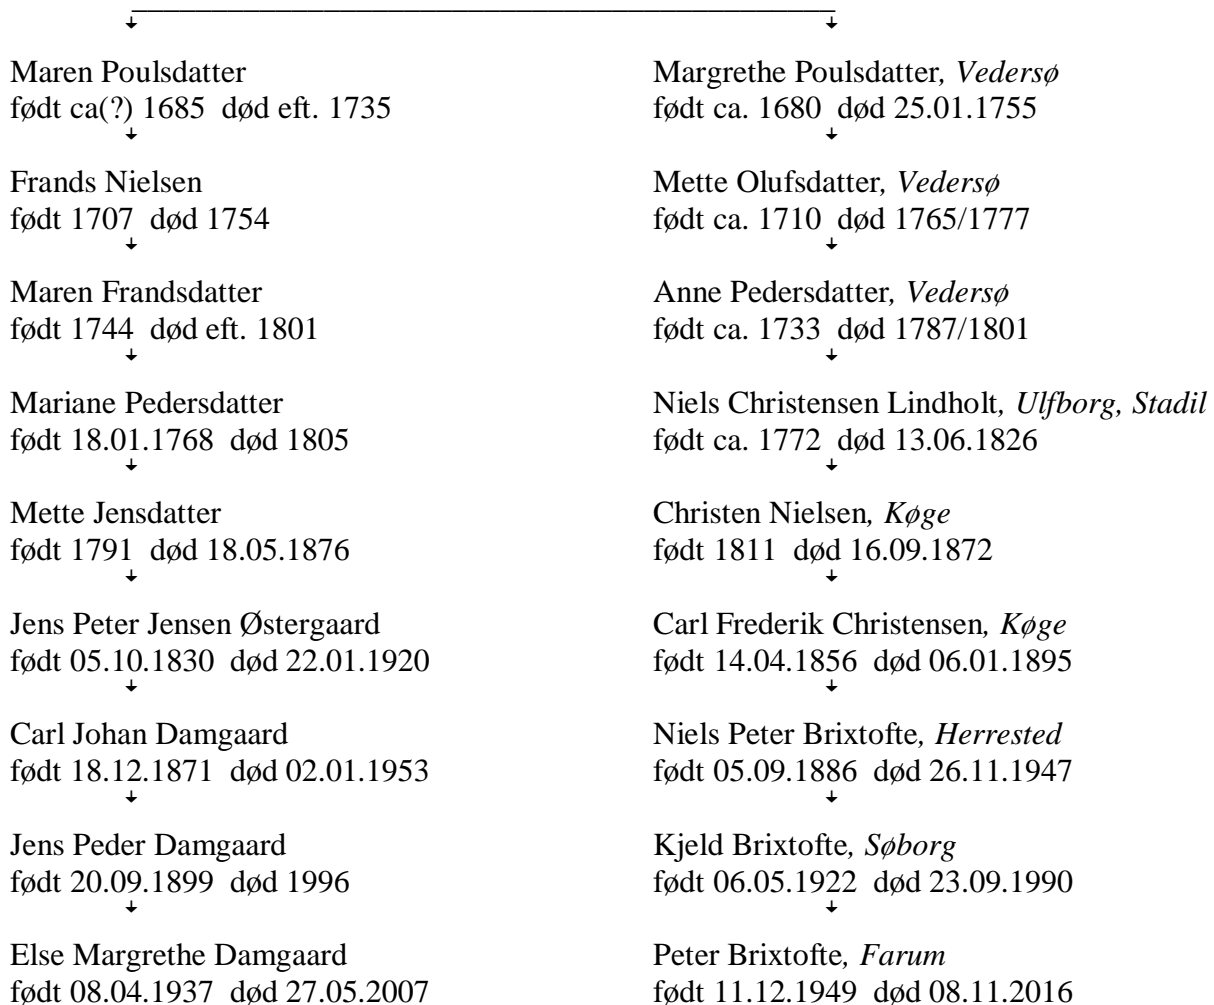 Maren Poulsdatter
født ca(?) 1685 død eft. 1735
Frands Nielsen
født 1707 død 1754
Maren Frandsdatter
født 1744 død eft. 1801
Mariane Pedersdatter
født 18.01.1768 død 1805
Mette Jensdatter
født 1791 død 18.05.1876
Jens Peter Jensen Østergaard
født 05.10.1830 død 22.01.1920
Carl Johan Damgaard
født 18.12.1871 død 02.01.1953
Jens Peder Damgaard
født 20.09.1899 død 1996
Else Margrethe Damgaard
født 08.04.1937 død 27.05.2007
Margrethe Poulsdatter, Vedersø
født ca. 1680 død 25.01.1755
Mette Olufsdatter, Vedersø
født ca. 1710 død 1765/1777
Anne Pedersdatter, Vedersø
født ca. 1733 død 1787/1801
Niels Christensen Lindholt, Ulfborg, Stadil
født ca. 1772 død 13.06.1826
Christen Nielsen, Køge
født 1811 død 16.09.1872
Carl Frederik Christensen, Køge
født 14.04.1856 død 06.01.1895
Niels Peter Brixtofte, Herrested
født 05.09.1886 død 26.11.1947
Kjeld Brixtofte, Søborg
født 06.05.1922 død 23.09.1990
Peter Brixtofte, Farum
født 11.12.1949 død 08.11.2016